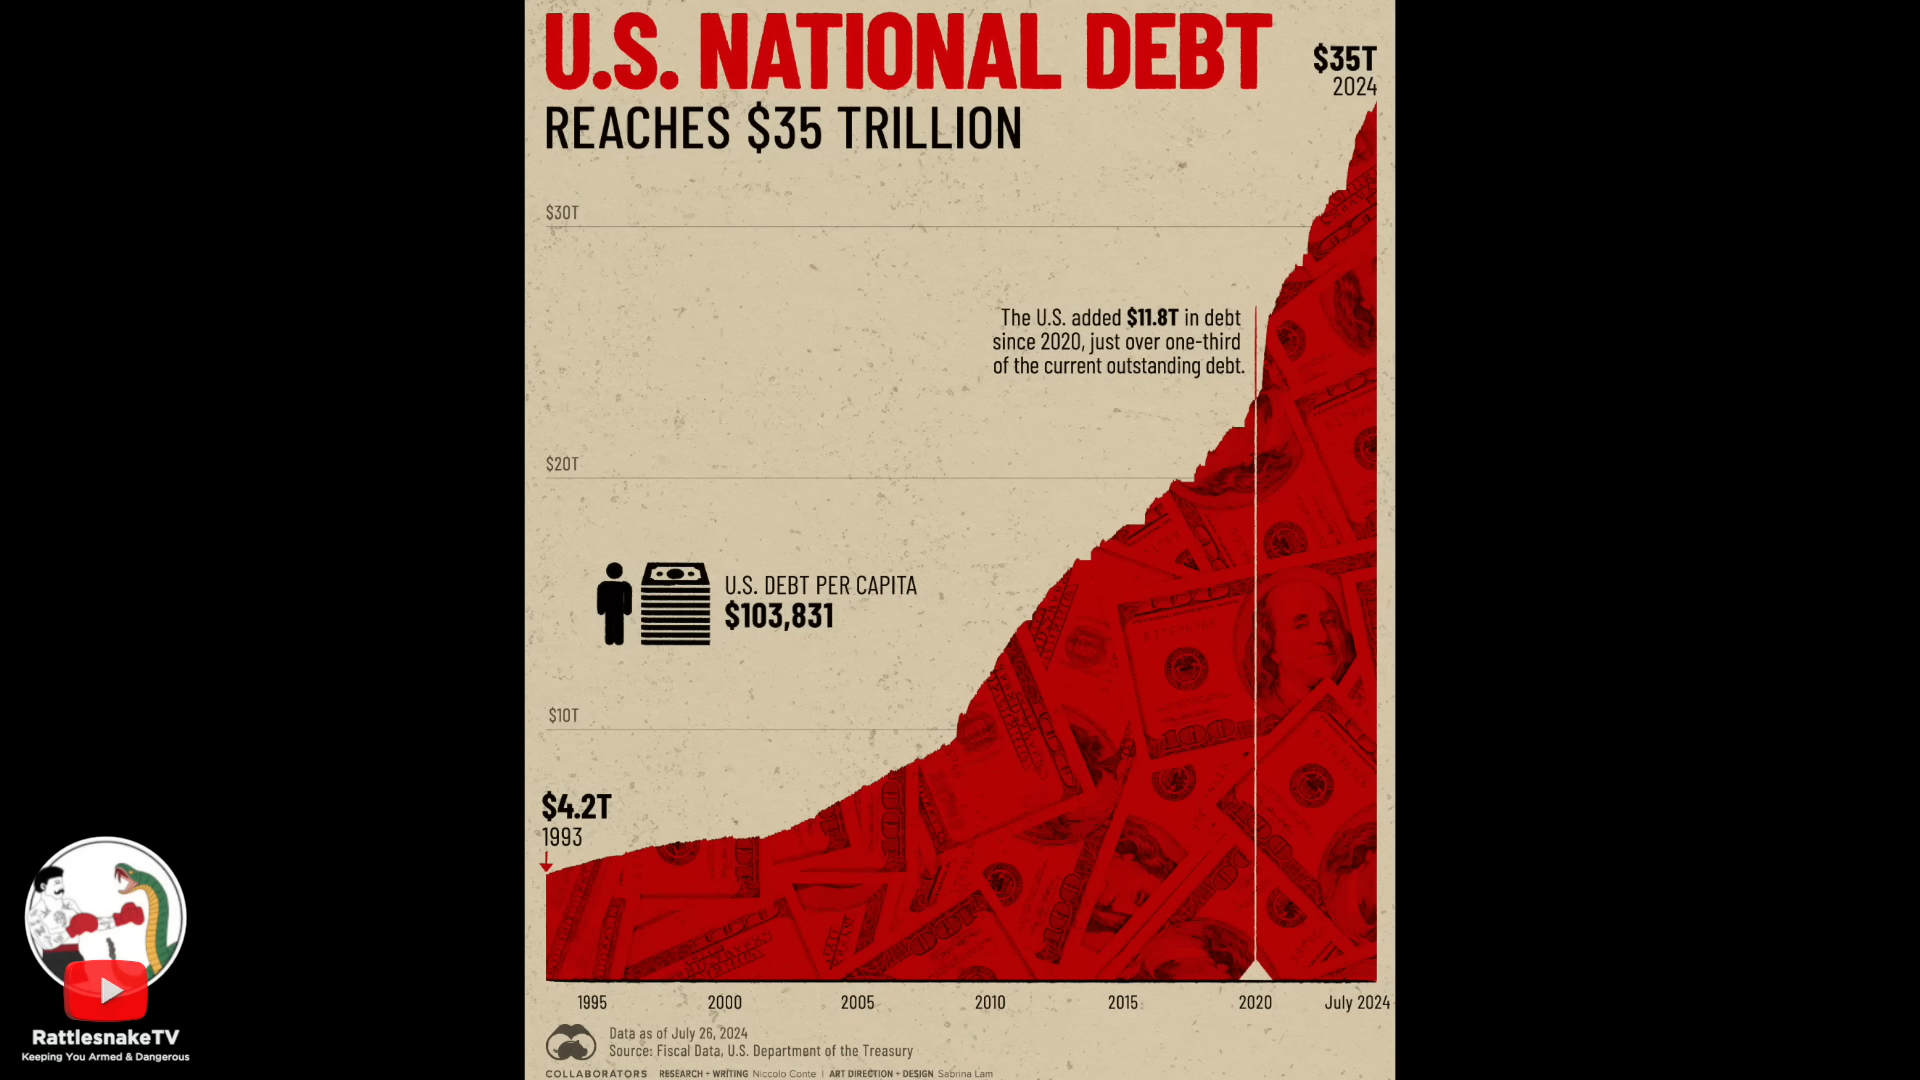 U.S. NATIONAL DEBT
REACHES $35 TRILLION
$35T
2024
$30T
The U.S. added $11.8T in debt
since 2020, just over one-third
of the current outstanding debt.
$20T
U.S. DEBT PER CAPITA
$103,831
$10T
$4.2T
1993
1995 2000 2005 2010 2015 2020 July 2024
Data as of July 26, 2024
Source: Fiscal Data, U.S. Department of the Treasury
COLLABORATORS RESEARCH + WRITING Niccolo Conte | ART DIRECTION + DESIGN Sabrina Lam
RattlesnakeTV
Keeping You Armed & Dangerous